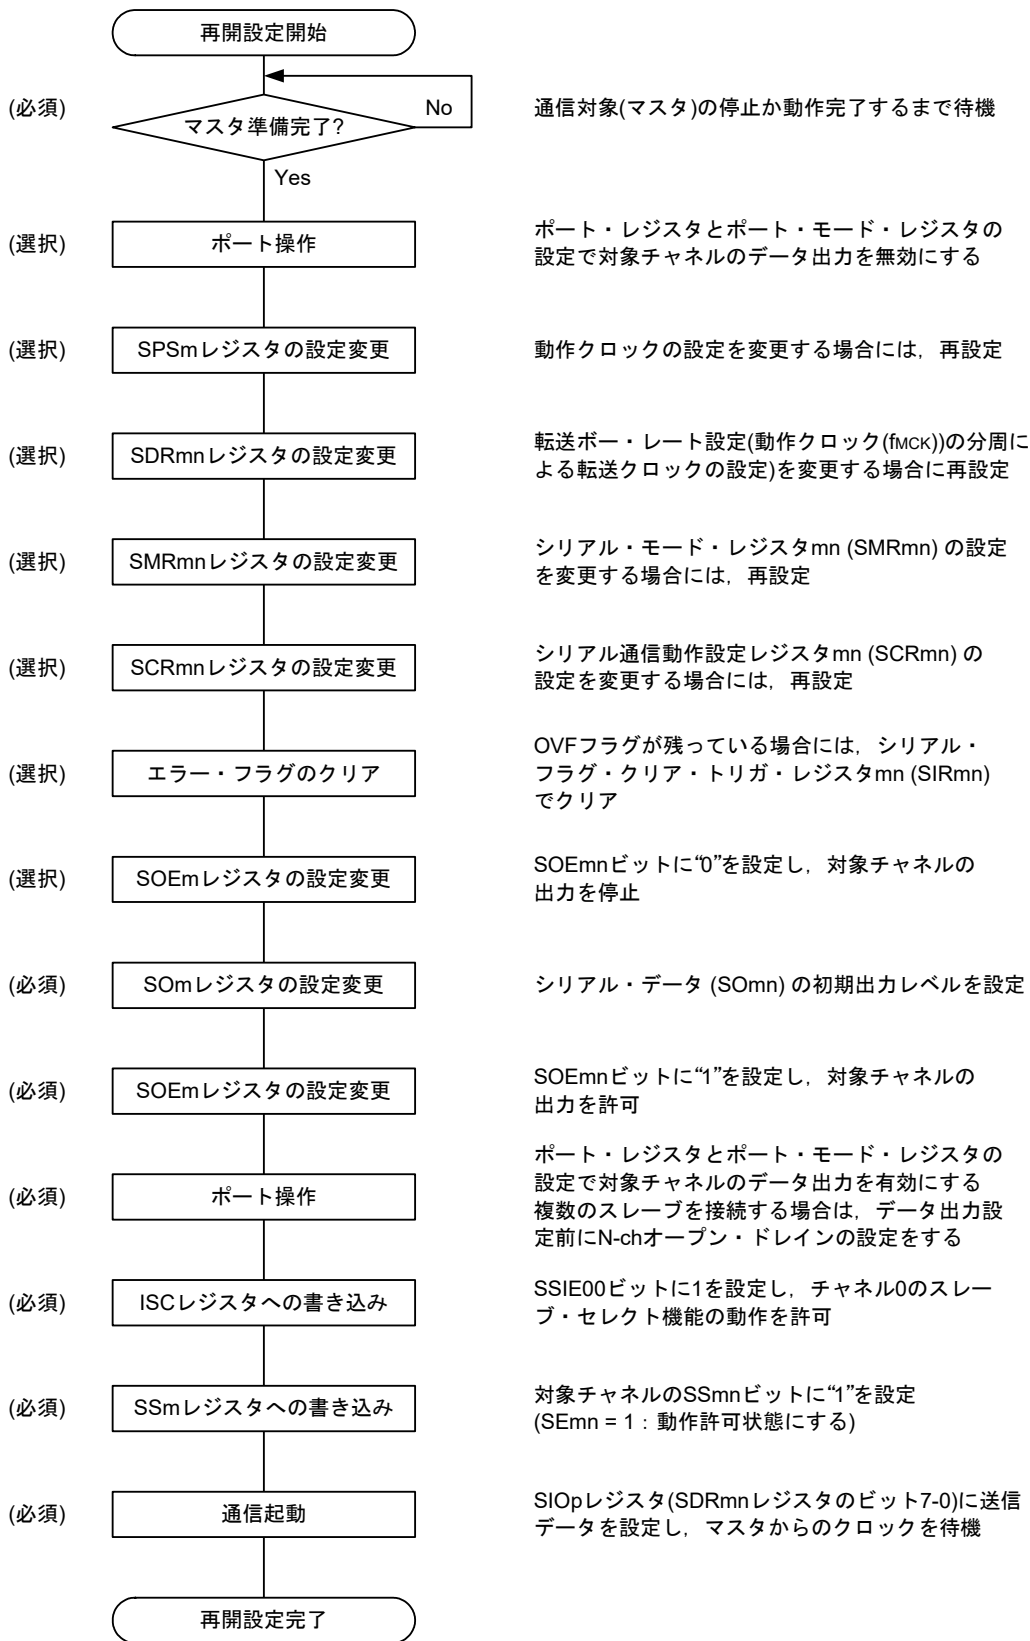 再開設定開始
(必須)
マスタ準備完了?
No
通信対象(マスタ)の停止か動作完了するまで待機
Yes
(選択)
ポート操作
ポート・レジスタとポート・モード・レジスタの
設定で対象チャネルのデータ出力を無効にする
(選択)
SPSmレジスタの設定変更
動作クロックの設定を変更する場合には，再設定
(選択)
SDRmnレジスタの設定変更
転送ボー・レート設定(動作クロック(fMCK))の分周に
よる転送クロックの設定)を変更する場合に再設定
(選択)
SMRmnレジスタの設定変更
シリアル・モード・レジスタmn (SMRmn) の設定
を変更する場合には，再設定
(選択)
SCRmnレジスタの設定変更
シリアル通信動作設定レジスタmn (SCRmn) の
設定を変更する場合には，再設定
(選択)
エラー・フラグのクリア
OVFフラグが残っている場合には，シリアル・
フラグ・クリア・トリガ・レジスタmn (SIRmn)
でクリア
(選択)
SOEmレジスタの設定変更
SOEmnビットに“0”を設定し，対象チャネルの
出力を停止
(必須)
SOmレジスタの設定変更
シリアル・データ (SOmn) の初期出力レベルを設定
(必須)
SOEmレジスタの設定変更
SOEmnビットに“1”を設定し，対象チャネルの
出力を許可
(必須)
ポート操作
ポート・レジスタとポート・モード・レジスタの
設定で対象チャネルのデータ出力を有効にする
複数のスレーブを接続する場合は，データ出力設
定前にN-chオープン・ドレインの設定をする
(必須)
ISCレジスタへの書き込み
SSIE00ビットに1を設定し，チャネル0のスレー
ブ・セレクト機能の動作を許可
(必須)
SSmレジスタへの書き込み
対象チャネルのSSmnビットに“1”を設定
(SEmn = 1：動作許可状態にする)
(必須)
通信起動
SIOpレジスタ(SDRmnレジスタのビット7-0)に送信
データを設定し，マスタからのクロックを待機
再開設定完了